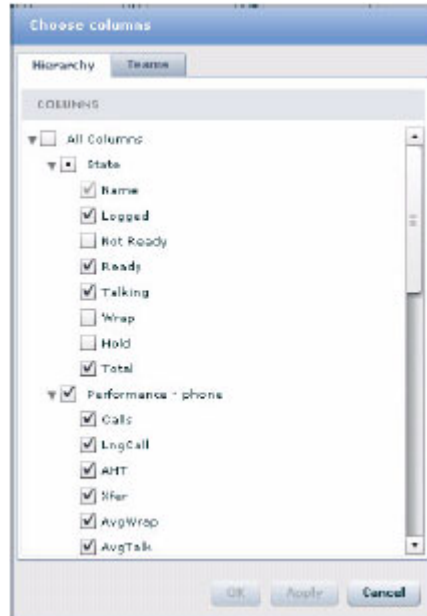 Choose columns
Hierarchy Teams
COLUMNS
All Columns
State
Name
Logged
Not Ready
Ready
Talking
Wrap
Hold
Total
Performance - phone
Calls
LngCall
AHT
Xfer
AvgWrap
AvgTalk
OK Apply Cancel